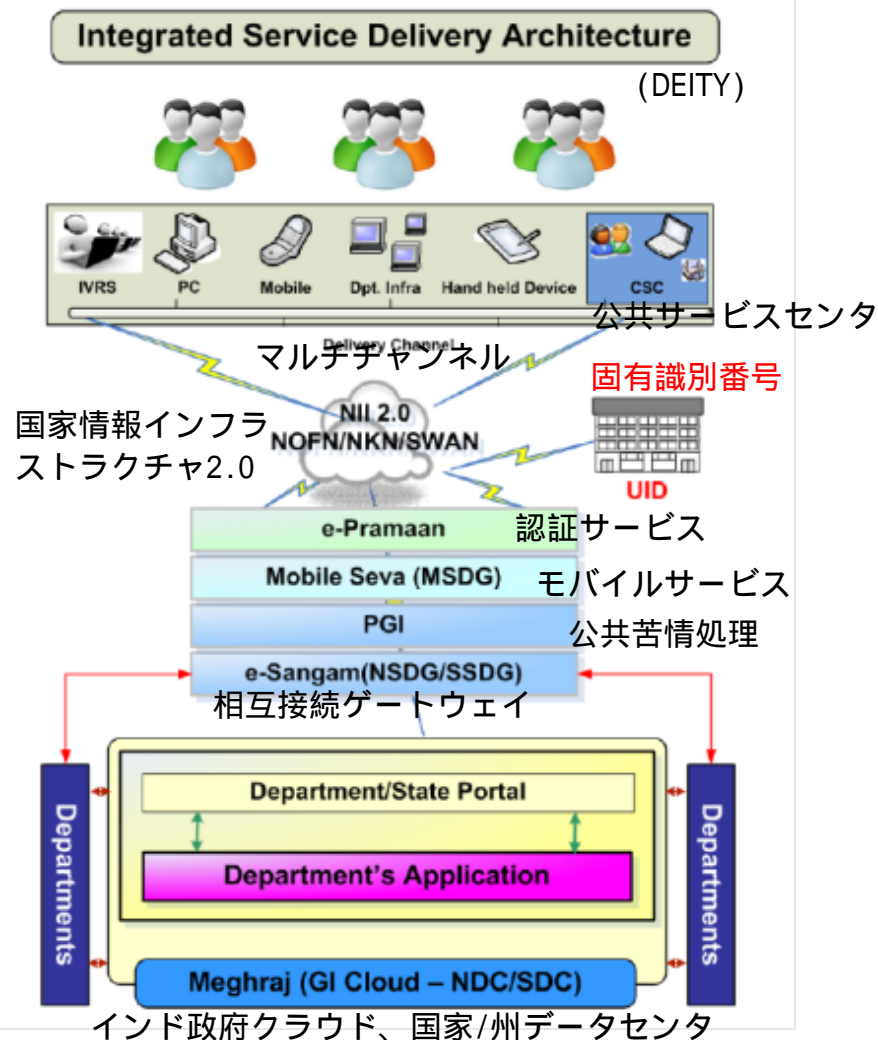 Integrated Service Delivery Architecture
(DEITY)
IVRS PC Mobile Dpt. Infra Hand held Device CSC
公共サービスセンタ
Delivery Channel
マルチチャンネル
固有識別番号
NII 2.0
NOFN/NKN/SWAN
国家情報インフラ
ストラクチャ2.0
UID
e-Pramaan 認証サービス
Mobile Seva (MSDG) モバイルサービス
PGI 公共苦情処理
e-Sangam(NSDG/SSDG)
相互接続ゲートウェイ
Departments
Department/State Portal
Department's Application
Departments
Meghraj (GI Cloud – NDC/SDC)
インド政府クラウド、国家/州データセンタ